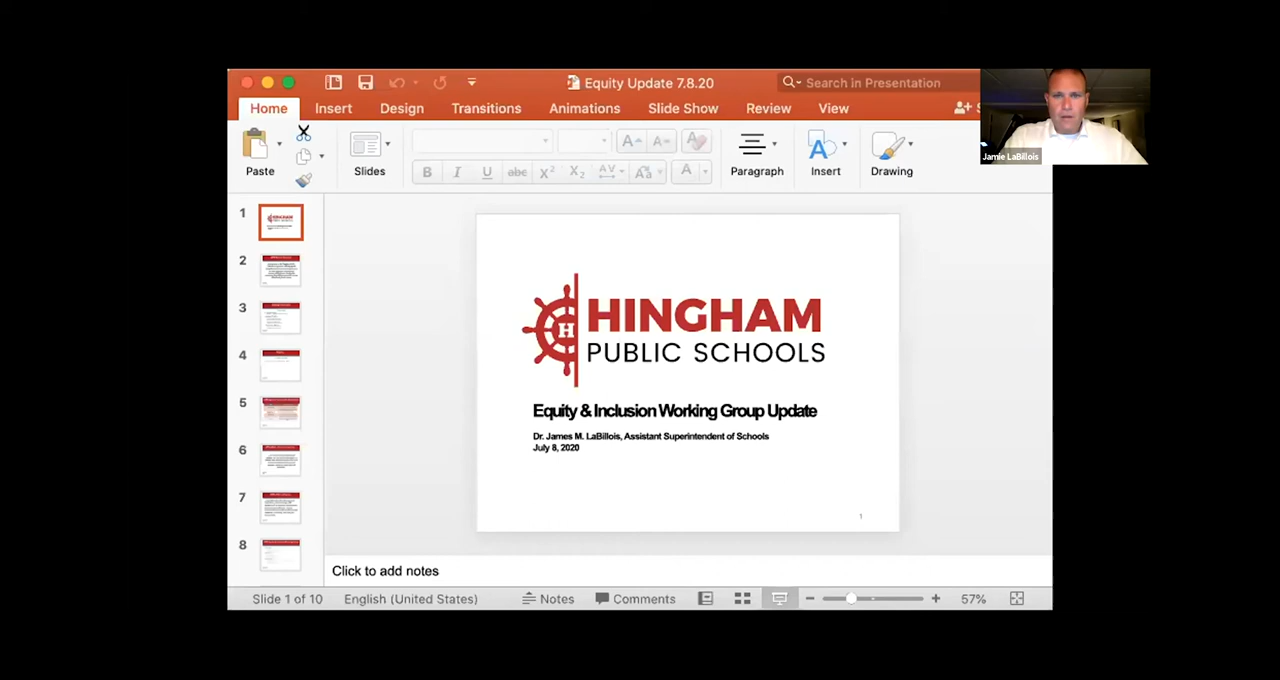 Equity Update 7.8.20
Search in Presentation
Home Insert Design Transitions Animations Slide Show Review View
Jamie LaBillois
Paste
Slides
Paragraph
Insert
Drawing
1
2
3
4
5
6
7
8
H
HINGHAM
PUBLIC SCHOOLS
Equity & Inclusion Working Group Update
Dr. James M. LaBillois, Assistant Superintendent of Schools
July 8, 2020
1
Click to add notes
Slide 1 of 10 English (United States) Notes Comments 57%